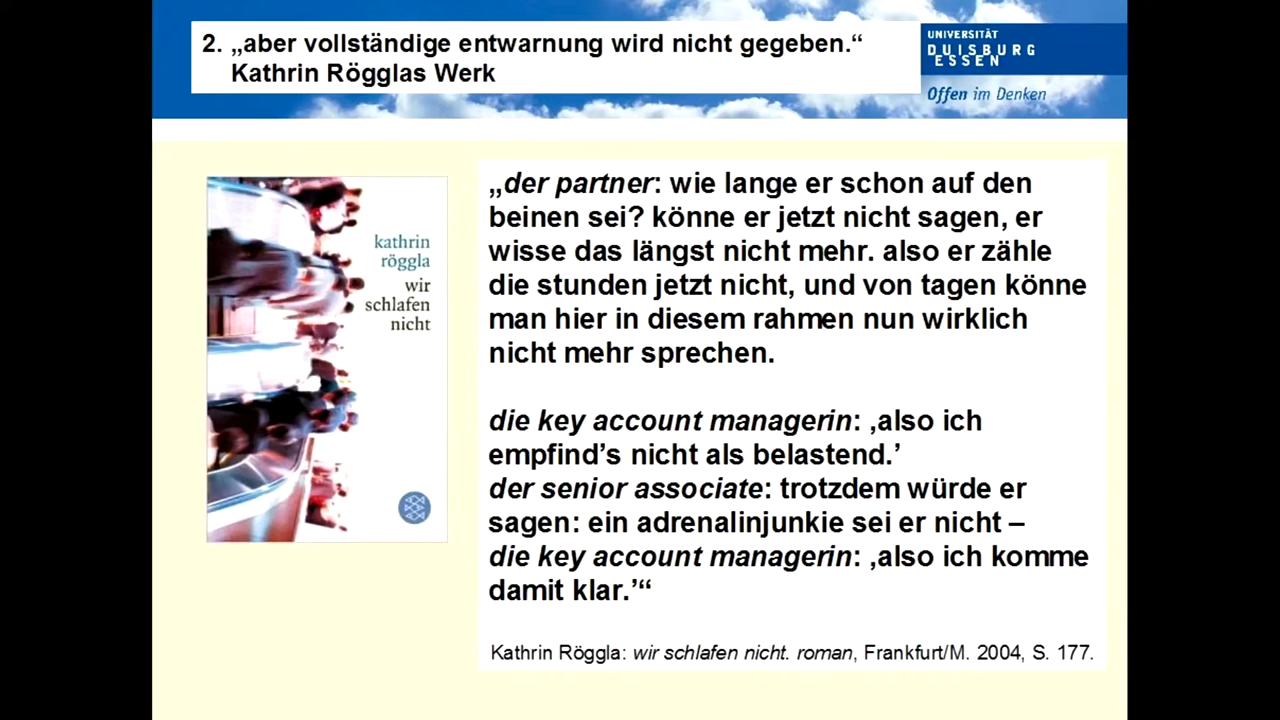 2. „aber vollständige entwarnung wird nicht gegeben.“
Kathrin Rögglas Werk
UNIVERSITÄT
DUISBURG
ESSEN
Offen im Denken
kathrin
röggla
wir
schlafen
nicht
„der partner: wie lange er schon auf den
beinen sei? könne er jetzt nicht sagen, er
wisse das längst nicht mehr. also er zähle
die stunden jetzt nicht, und von tagen könne
man hier in diesem rahmen nun wirklich
nicht mehr sprechen.
die key account managerin: ‚also ich
empfind’s nicht als belastend.’
der senior associate: trotzdem würde er
sagen: ein adrenalinjunkie sei er nicht –
die key account managerin: ‚also ich komme
damit klar.’“
Kathrin Röggla: wir schlafen nicht. roman, Frankfurt/M. 2004, S. 177.